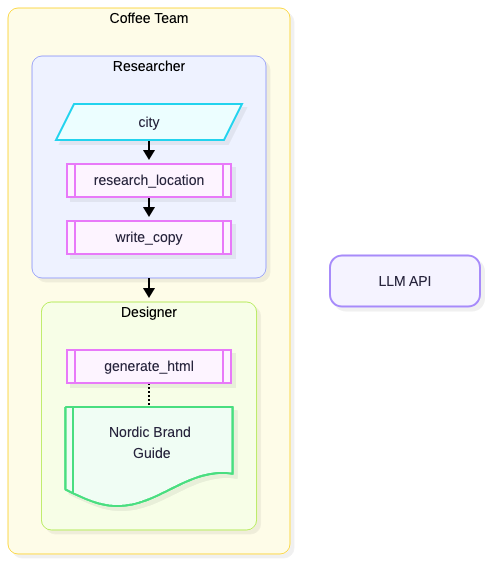 Coffee Team
Researcher
city
research_location
write_copy
Designer
generate_html
Nordic Brand
Guide
LLM API